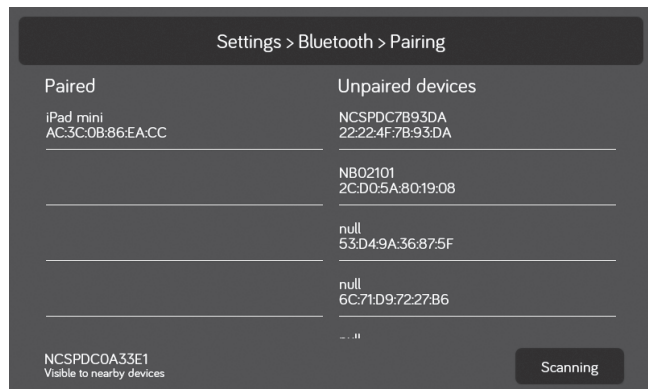 Settings > Bluetooth > Pairing
Paired
iPad mini
AC:3C:0B:86:EA:CC
Unpaired devices
NCSPDC7B93DA
22:22:4F:7B:93:DA
NB02101
2C:D0:5A:80:19:08
null
53:D4:9A:36:87:5F
null
6C:71:D9:72:27:B6
NCSPDC0A33E1
Visible to nearby devices
Scanning